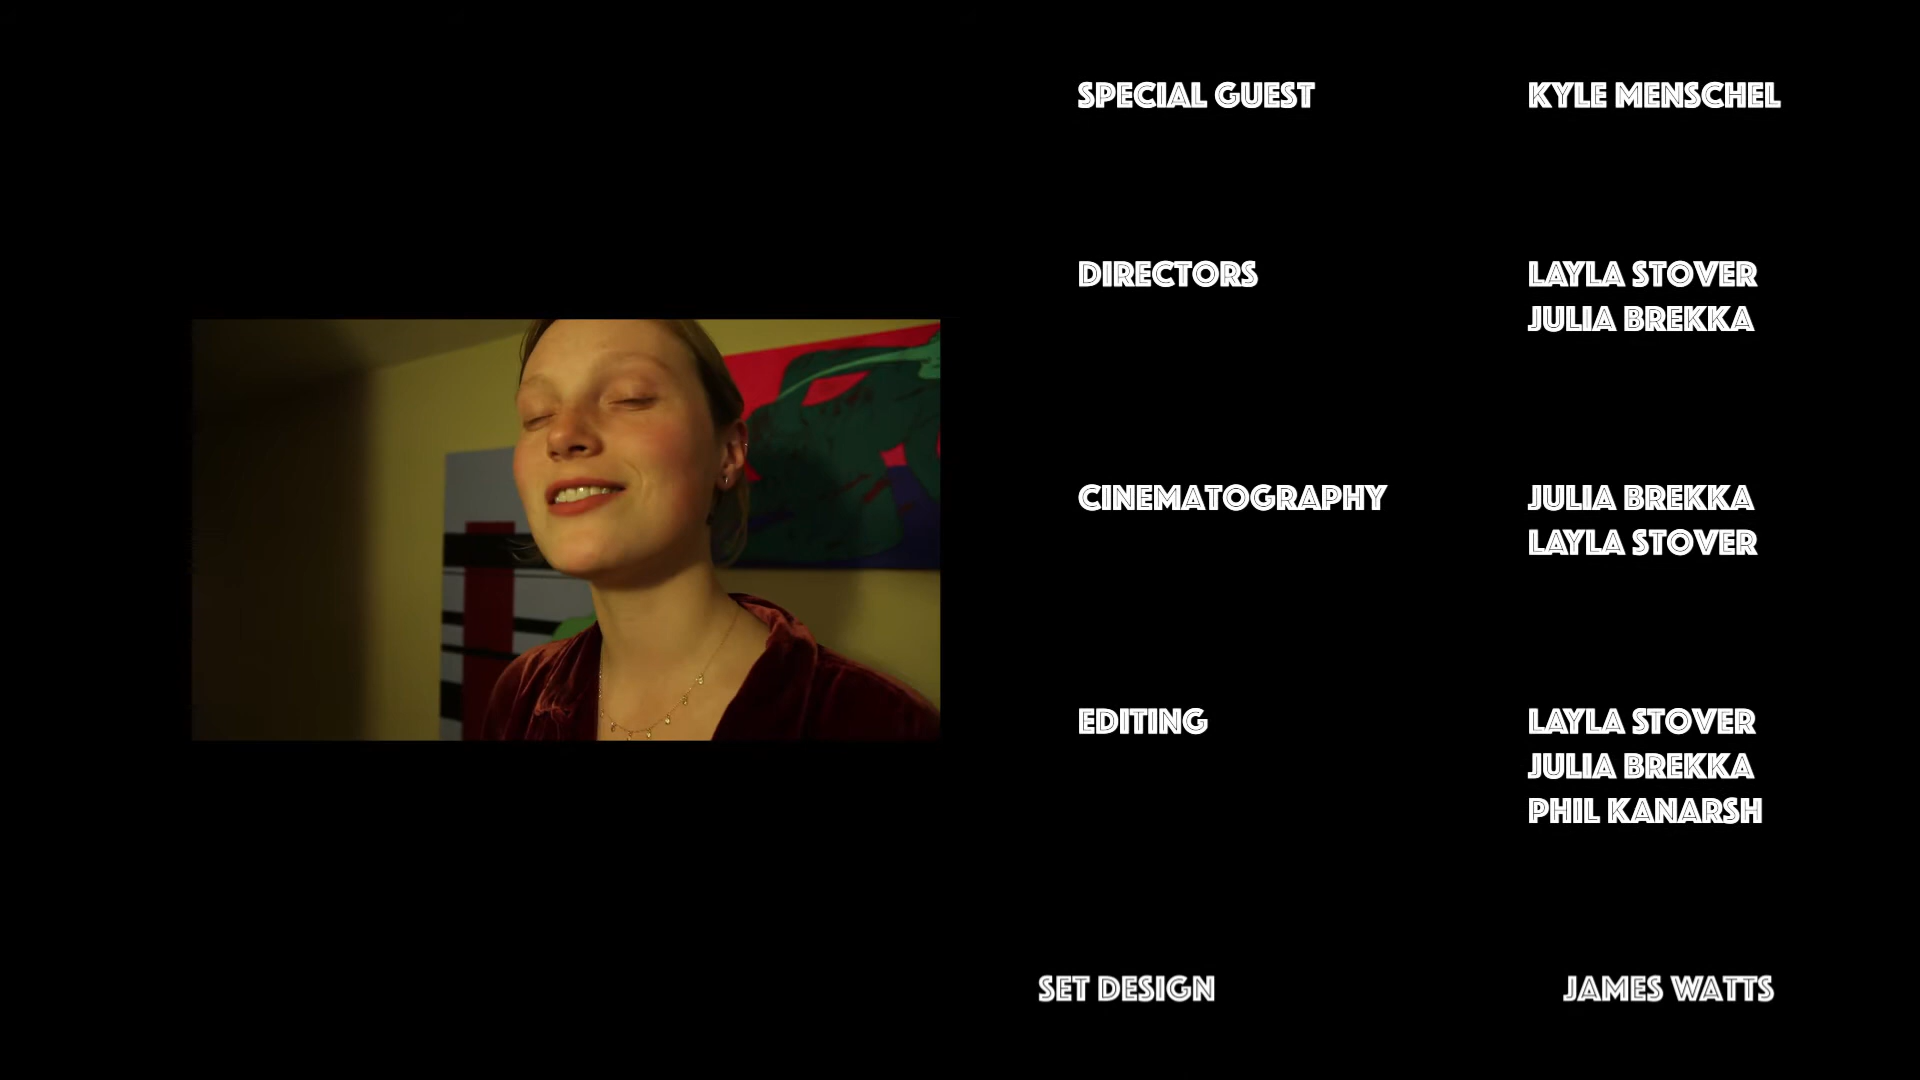 SPECIAL GUEST KYLE MENSCHEL
DIRECTORS LAYLA STOVER
JULIA BREKKA
CINEMATOGRAPHY JULIA BREKKA
LAYLA STOVER
EDITING LAYLA STOVER
JULIA BREKKA
PHIL KANARSH
SET DESIGN JAMES WATTS